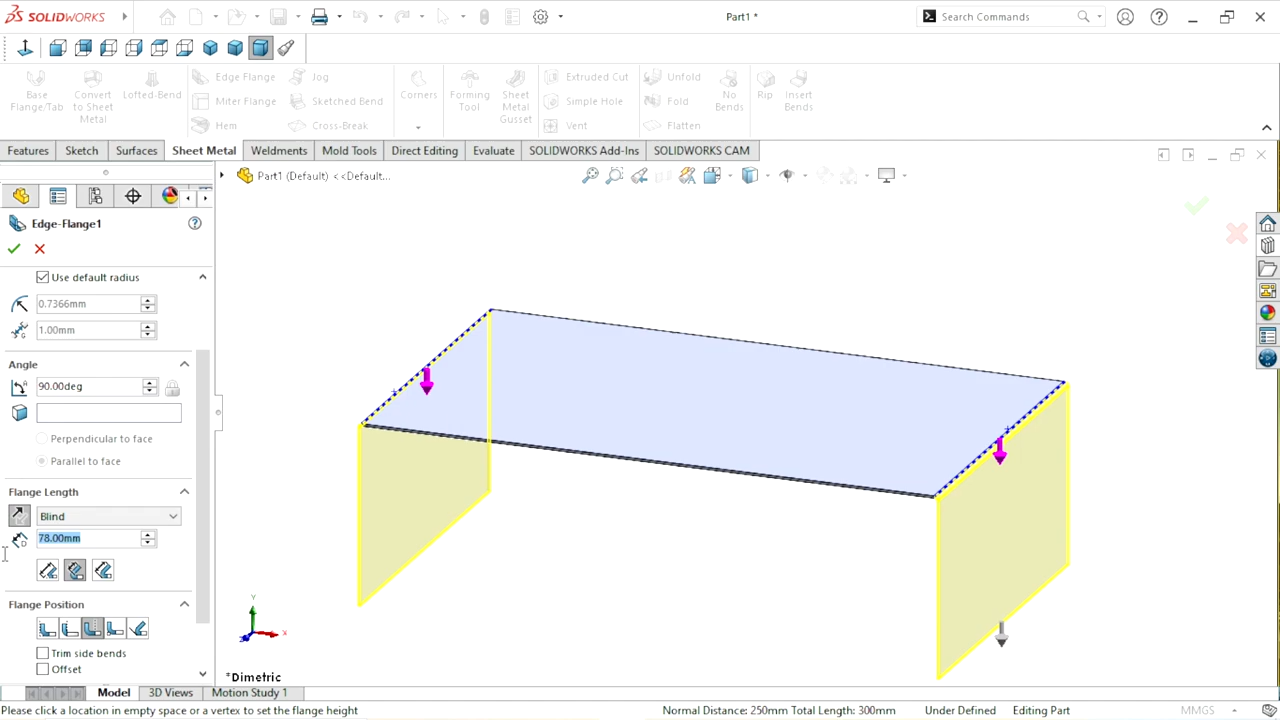 SOLIDWORKS
Part1 *
Search Commands
Base Flange/Tab
Convert to Sheet Metal
Lofted-Bend
Edge Flange
Miter Flange
Hem
Jog
Sketched Bend
Cross-Break
Corners
Forming Tool
Sheet Metal Gusset
Extruded Cut
Simple Hole
Vent
Unfold
Fold
Flatten
No Bends
Rip
Insert Bends
Features Sketch Surfaces Sheet Metal Weldments Mold Tools Direct Editing Evaluate SOLIDWORKS Add-Ins SOLIDWORKS CAM
Part1 (Default) <<Default...
Edge-Flange1
Use default radius
0.7366mm
1.00mm
Angle
90.00deg
Perpendicular to face
Parallel to face
Flange Length
Blind
78.00mm
Flange Position
Trim side bends
Offset
Y
X
Z
*Dimetric
Model 3D Views Motion Study 1
Please click a location in empty space or a vertex to set the flange height
Normal Distance: 250mm Total Length: 300mm Under Defined Editing Part MMGS